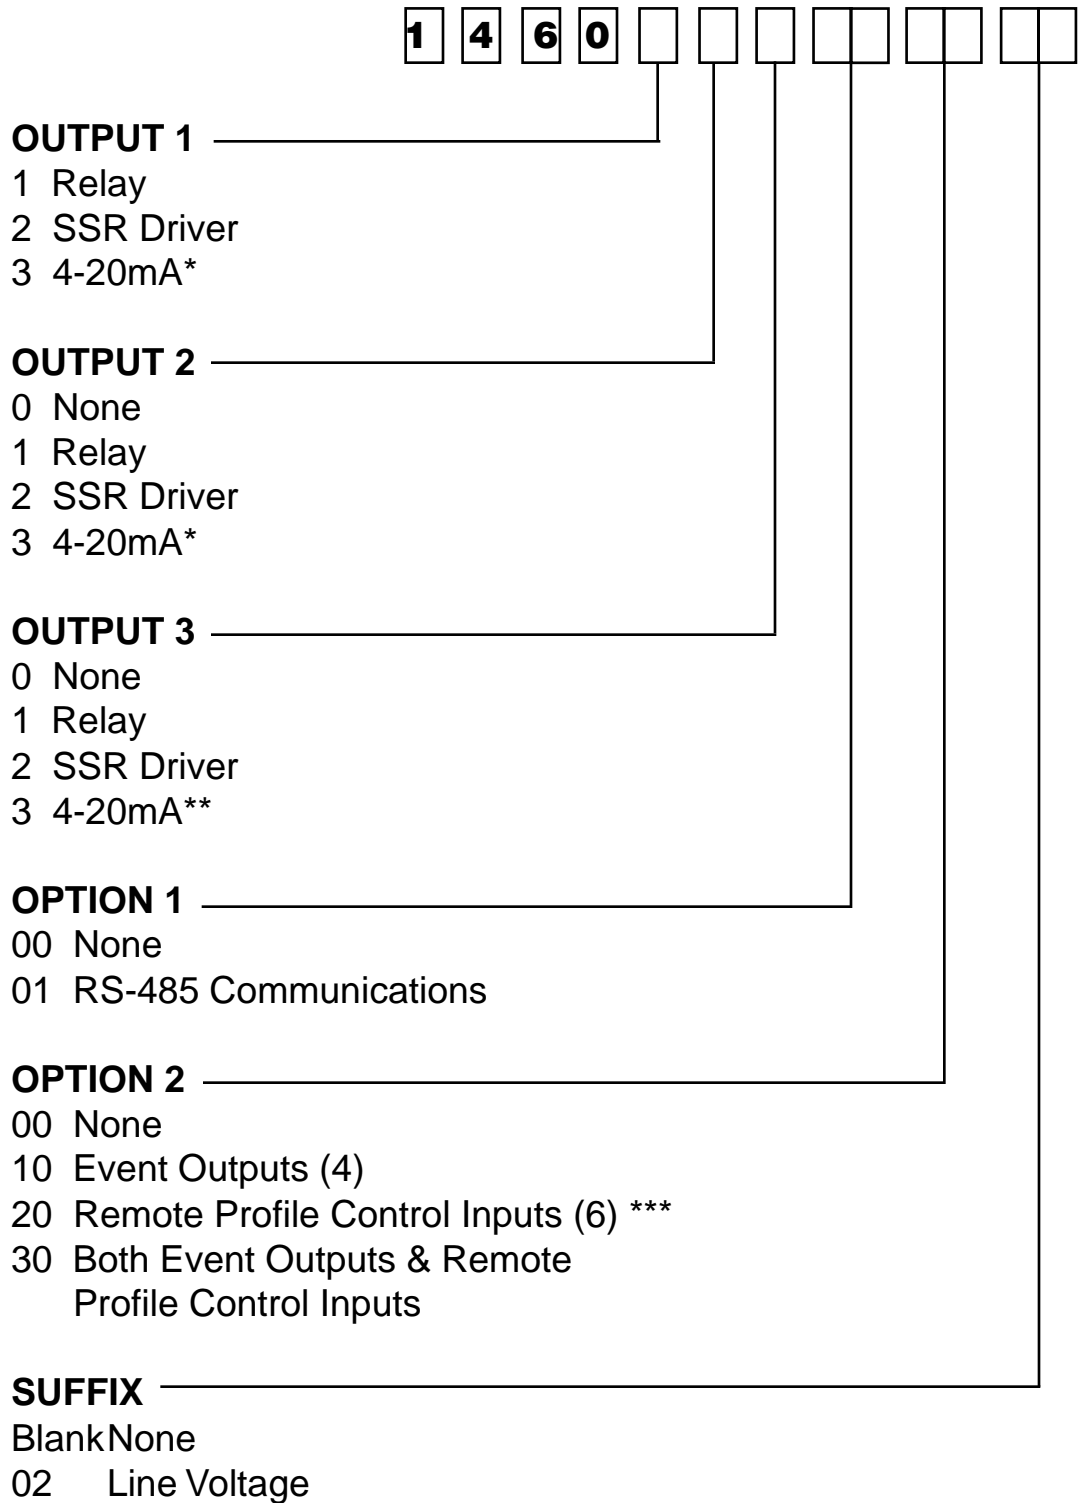 1 4 6 0
OUTPUT 1
1 Relay
2 SSR Driver
3 4-20mA*
OUTPUT 2
0 None
1 Relay
2 SSR Driver
3 4-20mA*
OUTPUT 3
0 None
1 Relay
2 SSR Driver
3 4-20mA**
OPTION 1
00 None
01 RS-485 Communications
OPTION 2
00 None
10 Event Outputs (4)
20 Remote Profile Control Inputs (6) ***
30 Both Event Outputs & Remote
Profile Control Inputs
SUFFIX
BlankNone
02 Line Voltage